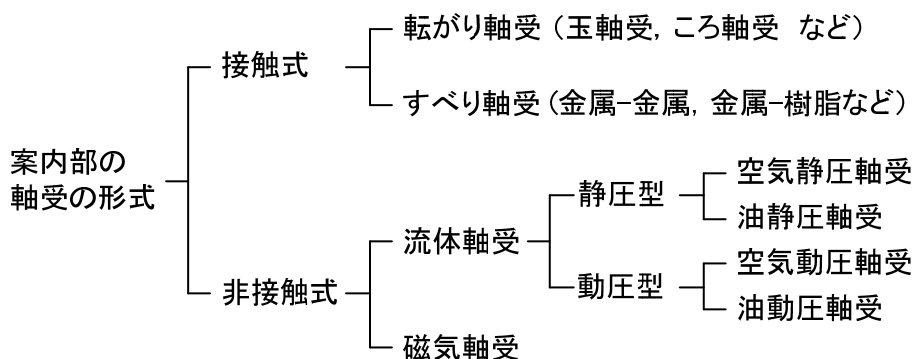 案内部の
軸受の形式
接触式
転がり軸受（玉軸受，ころ軸受　など）
すべり軸受（金属－金属，金属－樹脂など）
非接触式
流体軸受
静圧型
空気静圧軸受
油静圧軸受
動圧型
空気動圧軸受
油動圧軸受
磁気軸受